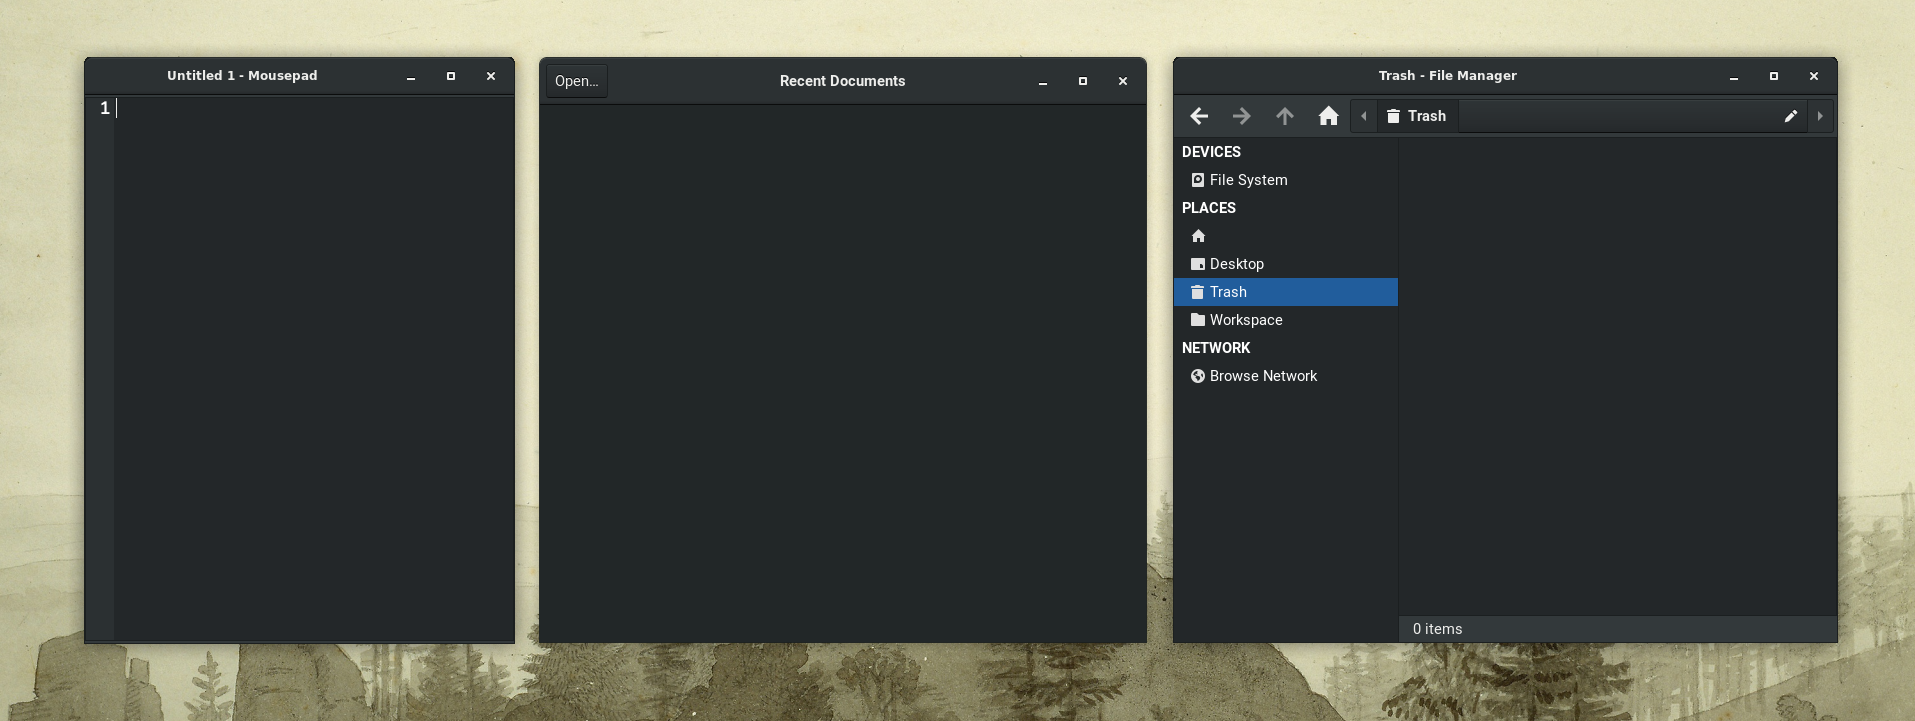 Untitled 1 - Mousepad
1
Open...
Recent Documents
Trash - File Manager
Trash
DEVICES
File System
PLACES
Desktop
Trash
Workspace
NETWORK
Browse Network
0 items